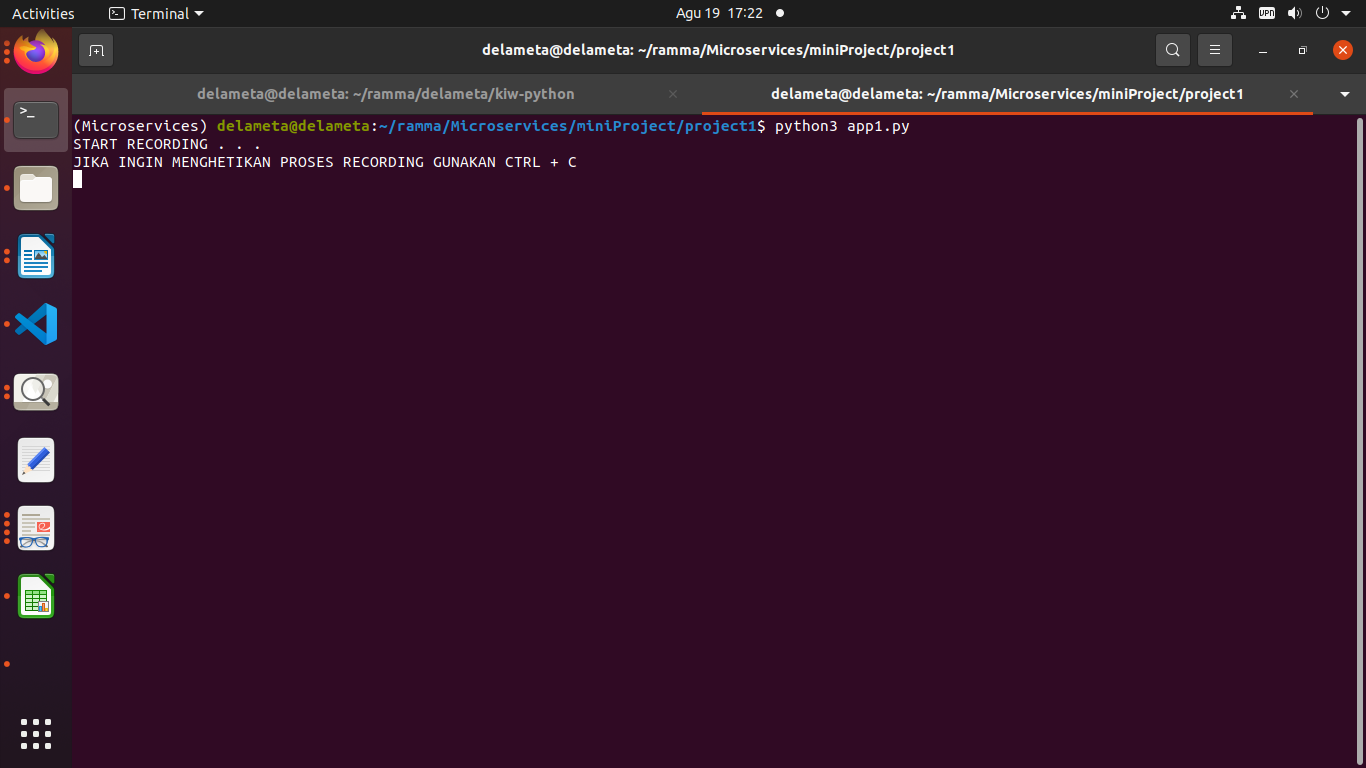 Activities
Terminal
Agu 19 17:22
VPN
delameta@delameta: ~/ramma/Microservices/miniProject/project1
delameta@delameta: ~/ramma/delameta/kiw-python
delameta@delameta: ~/ramma/Microservices/miniProject/project1
(Microservices) delameta@delameta:~/ramma/Microservices/miniProject/project1$ python3 app1.py
START RECORDING . . .
JIKA INGIN MENGHETIKAN PROSES RECORDING GUNAKAN CTRL + C